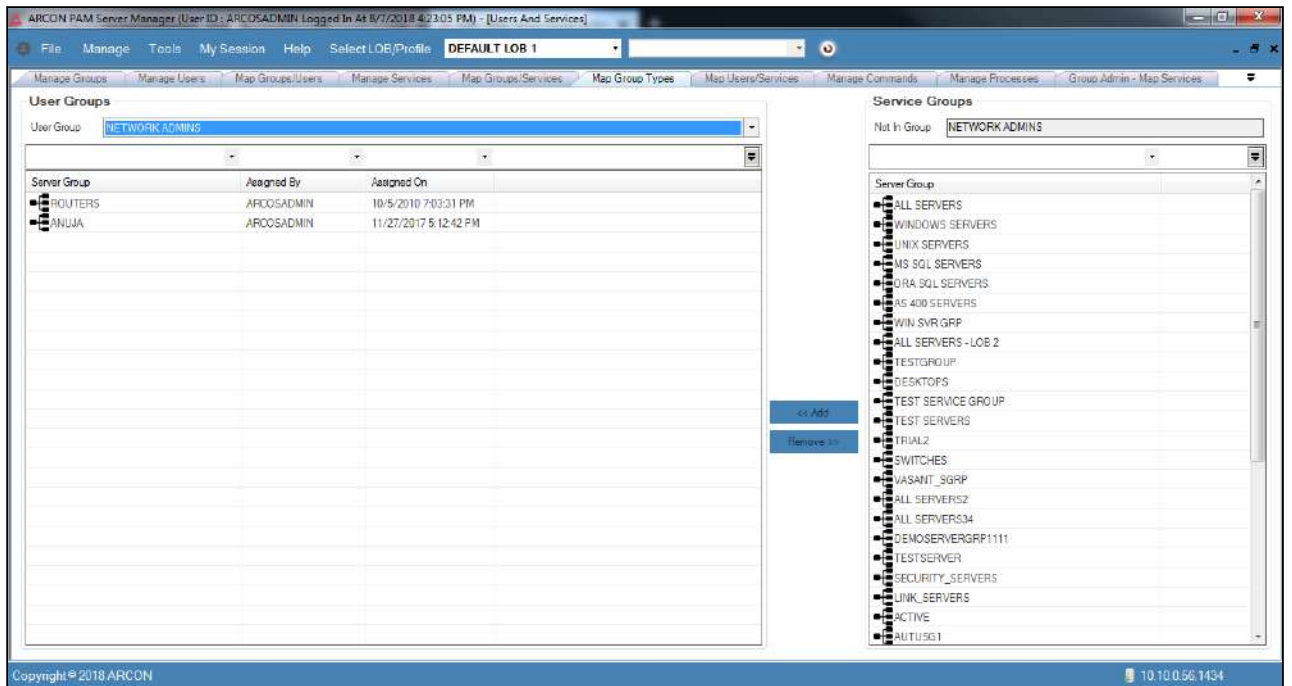 ARCON PAM Server Manager (User ID : ARCOSADMIN Logged In At 8/7/2018 4:23:05 PM) - [Users And Services]
File Manage Tools My Session Help Select LOB/Profile DEFAULT LOB 1
Manage Groups Manage Users Map Groups/Users Manage Services Map Groups/Services Map Group Types Map Users/Services Manage Commands Manage Processes Group Admin - Map Services
User Groups Service Groups
User Group NETWORK ADMINS Not In Group NETWORK ADMINS
Server Group Assigned By Assigned On Server Group
ROUTERS ARCOSADMIN 10/5/2010 7:03:31 PM
ANUJA ARCOSADMIN 11/27/2017 5:12:42 PM
ALL SERVERS
WINDOWS SERVERS
UNIX SERVERS
MS SQL SERVERS
ORA SQL SERVERS
AS 400 SERVERS
WIN SVR GRP
ALL SERVERS - LOB 2
TESTGROUP
DESKTOPS
TEST SERVICE GROUP
<< Add
TEST SERVERS
Remove >>
TRIAL2
SWITCHES
VASANT_SGRP
ALL SERVERS2
ALL SERVERS34
DEMOSERVERGRP1111
TESTSERVER
SECURITY_SERVERS
LINK_SERVERS
ACTIVE
AUTUSG1
Copyright © 2018 ARCON 10.10.0.56,1434